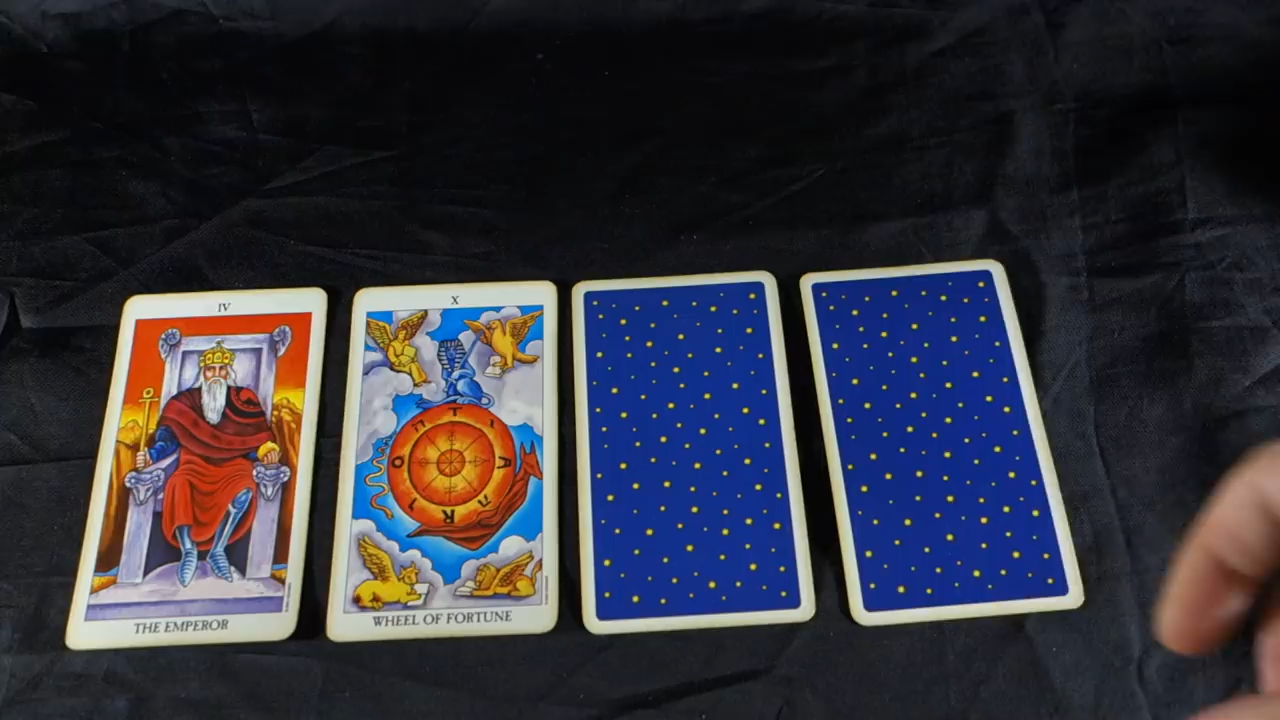 IV
THE EMPEROR
X
T
A
R
O
WHEEL OF FORTUNE